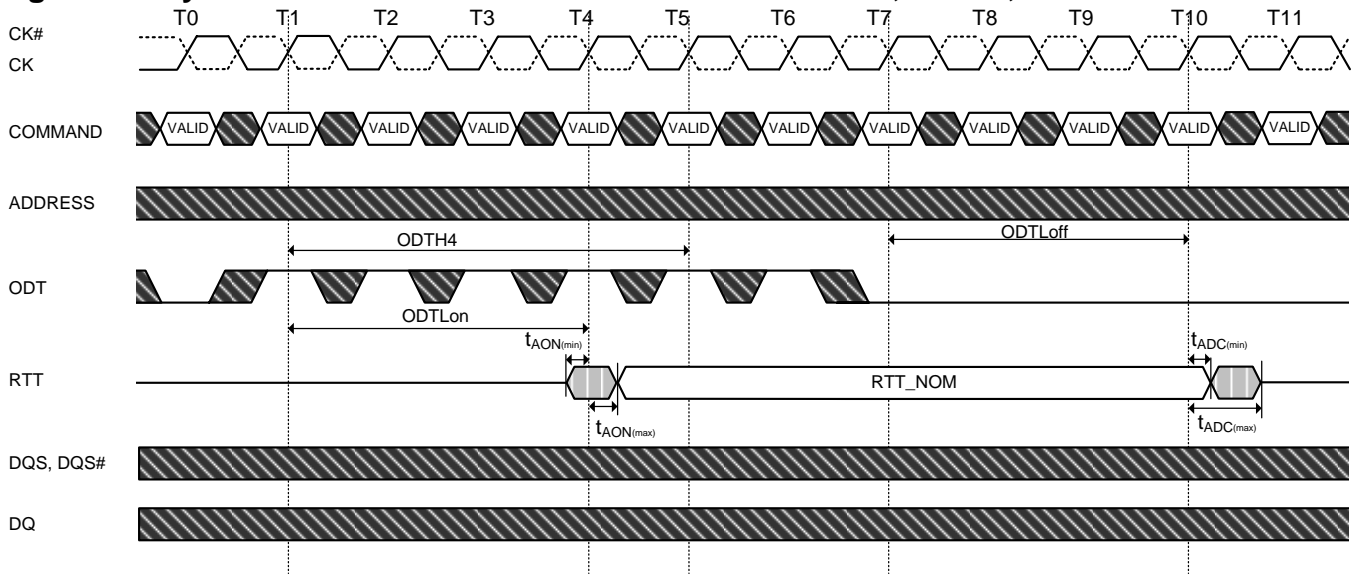 T0 T1 T2 T3 T4 T5 T6 T7 T8 T9 T10 T11
CK#
CK
COMMAND VALID VALID VALID VALID VALID VALID VALID VALID VALID VALID VALID VALID
ADDRESS
ODTH4 ODTLoff
ODT
ODTLon
tAON(min) tADC(min)
RTT RTT_NOM
tAON(max) tADC(max)
DQS, DQS#
DQ